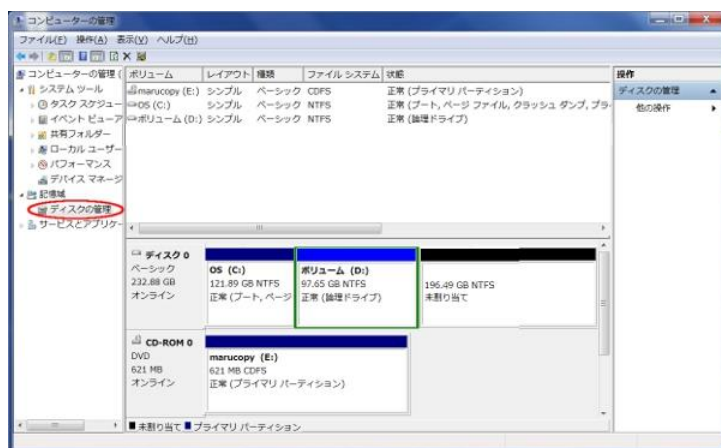 コンピューターの管理
ファイル(F) 操作(A) 表示(V) ヘルプ(H)
コンピューターの管理 (
システム ツール
タスク スケジュー
イベント ビューア
共有フォルダー
ローカル ユーザー
パフォーマンス
デバイス マネージ
記憶域
ディスクの管理
サービスとアプリケー
ボリューム レイアウト 種類 ファイル システム 状態
marucopy (E:) シンプル ベーシック CDFS 正常 (プライマリ パーティション)
OS (C:) シンプル ベーシック NTFS 正常 (ブート, ページ ファイル, クラッシュ ダンプ, プラ
ボリューム (D:) シンプル ベーシック NTFS 正常 (論理ドライブ)
操作
ディスクの管理
他の操作
ディスク 0
ベーシック
232.88 GB
オンライン
OS (C:)
121.89 GB NTFS
正常 (ブート, ページ
ボリューム (D:)
97.65 GB NTFS
正常 (論理ドライブ)
196.49 GB NTFS
未割り当て
CD-ROM 0
DVD
621 MB
オンライン
marucopy (E:)
621 MB CDFS
正常 (プライマリ パーティション)
未割り当て プライマリ パーティション